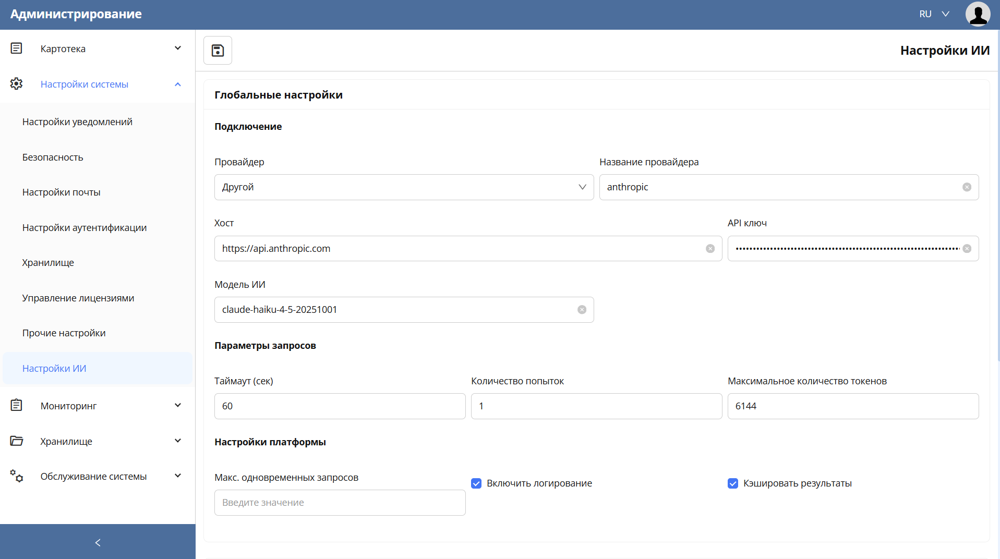 Администрирование
RU
Картотека
Настройки системы
Настройки уведомлений
Безопасность
Настройки почты
Настройки аутентификации
Хранилище
Управление лицензиями
Прочие настройки
Настройки ИИ
Мониторинг
Хранилище
Обслуживание системы
Настройки ИИ
Глобальные настройки
Подключение
Провайдер
Название провайдера
Другой
anthropic
Хост
API ключ
https://api.anthropic.com
Модель ИИ
claude-haiku-4-5-20251001
Параметры запросов
Таймаут (сек)
Количество попыток
Максимальное количество токенов
60
1
6144
Настройки платформы
Макс. одновременных запросов
Включить логирование
Кэшировать результаты
Введите значение